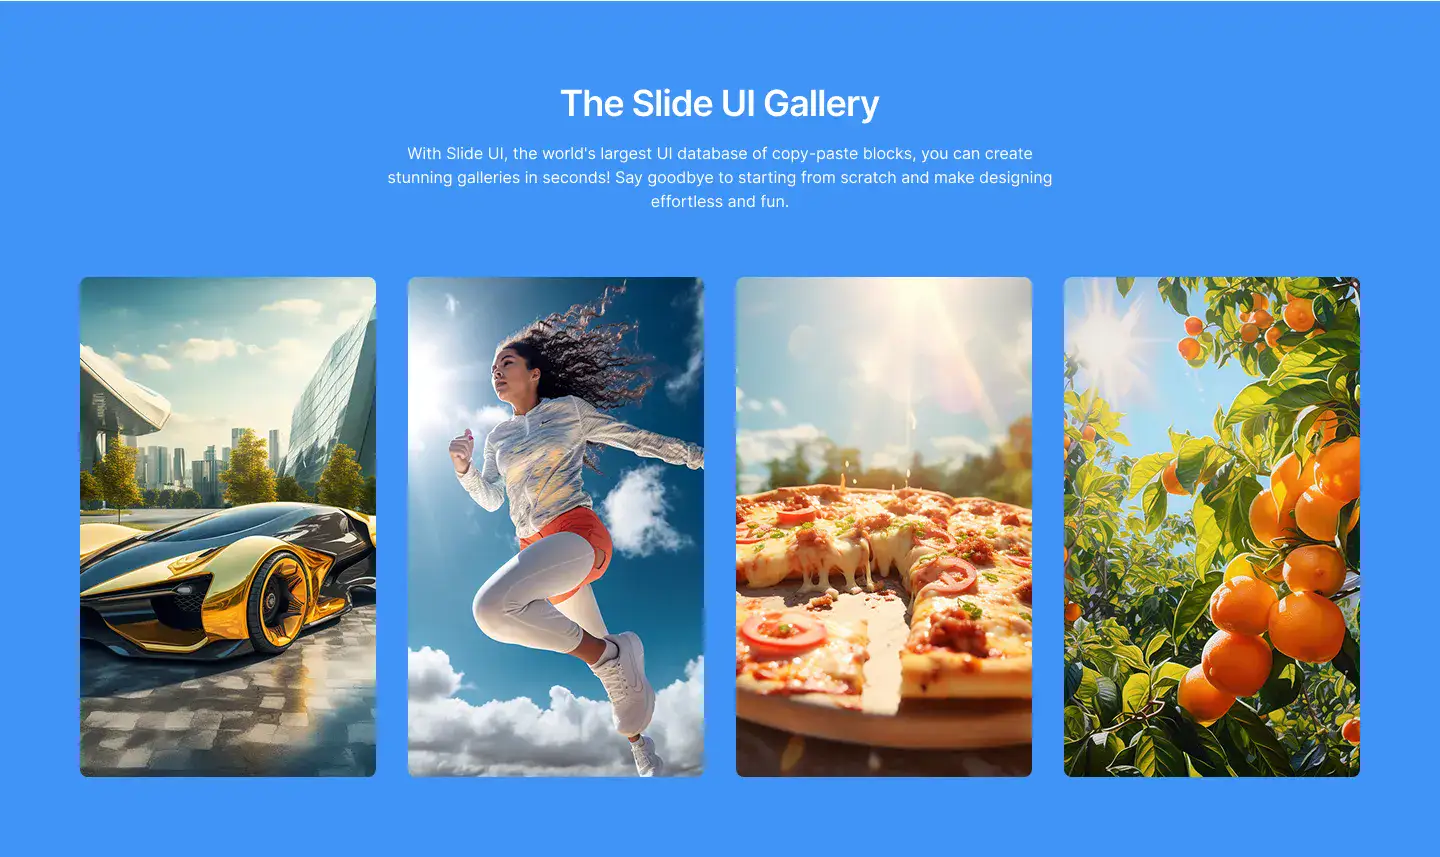 The Slide UI Gallery
With Slide UI, the world's largest UI database of copy-paste blocks, you can create
stunning galleries in seconds! Say goodbye to starting from scratch and make designing
effortless and fun.